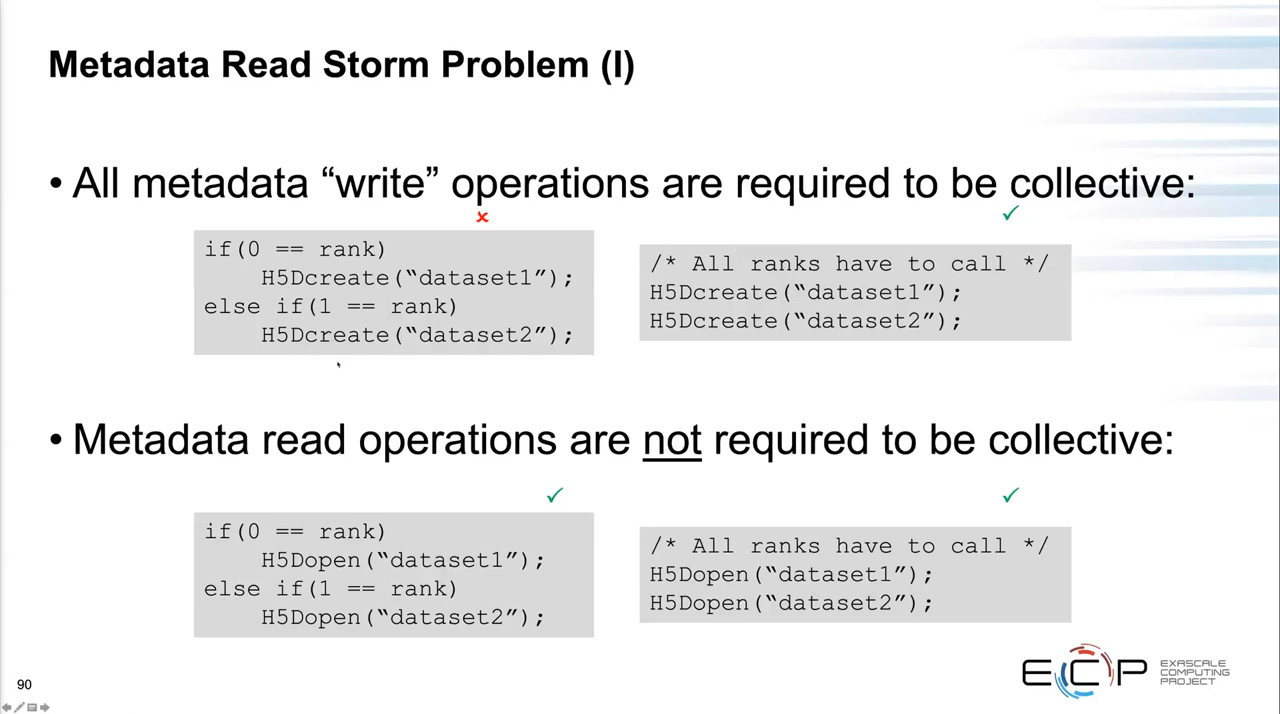 Metadata Read Storm Problem (I)
• All metadata “write” operations are required to be collective:
✗
✓
if(0 == rank)
H5Dcreate(“dataset1”);
else if(1 == rank)
H5Dcreate(“dataset2”);
/* All ranks have to call */
H5Dcreate(“dataset1”);
H5Dcreate(“dataset2”);
• Metadata read operations are not required to be collective:
✓
✓
if(0 == rank)
H5Dopen(“dataset1”);
else if(1 == rank)
H5Dopen(“dataset2”);
/* All ranks have to call */
H5Dopen(“dataset1”);
H5Dopen(“dataset2”);
ECP
EXASCALE
COMPUTING
PROJECT
90